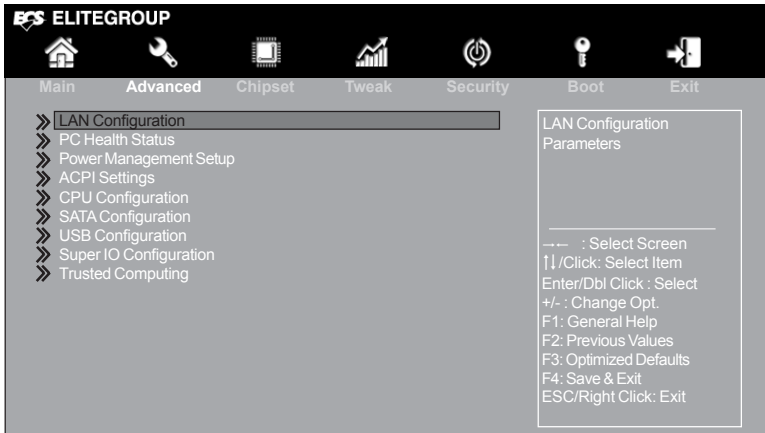 ECS ELITEGROUP
Main Advanced Chipset Tweak Security Boot Exit
LAN Configuration
PC Health Status
Power Management Setup
ACPI Settings
CPU Configuration
SATA Configuration
USB Configuration
Super IO Configuration
Trusted Computing
LAN Configuration
Parameters
→← : Select Screen
↑↓/Click: Select Item
Enter/Dbl Click : Select
+/- : Change Opt.
F1: General Help
F2: Previous Values
F3: Optimized Defaults
F4: Save & Exit
ESC/Right Click: Exit